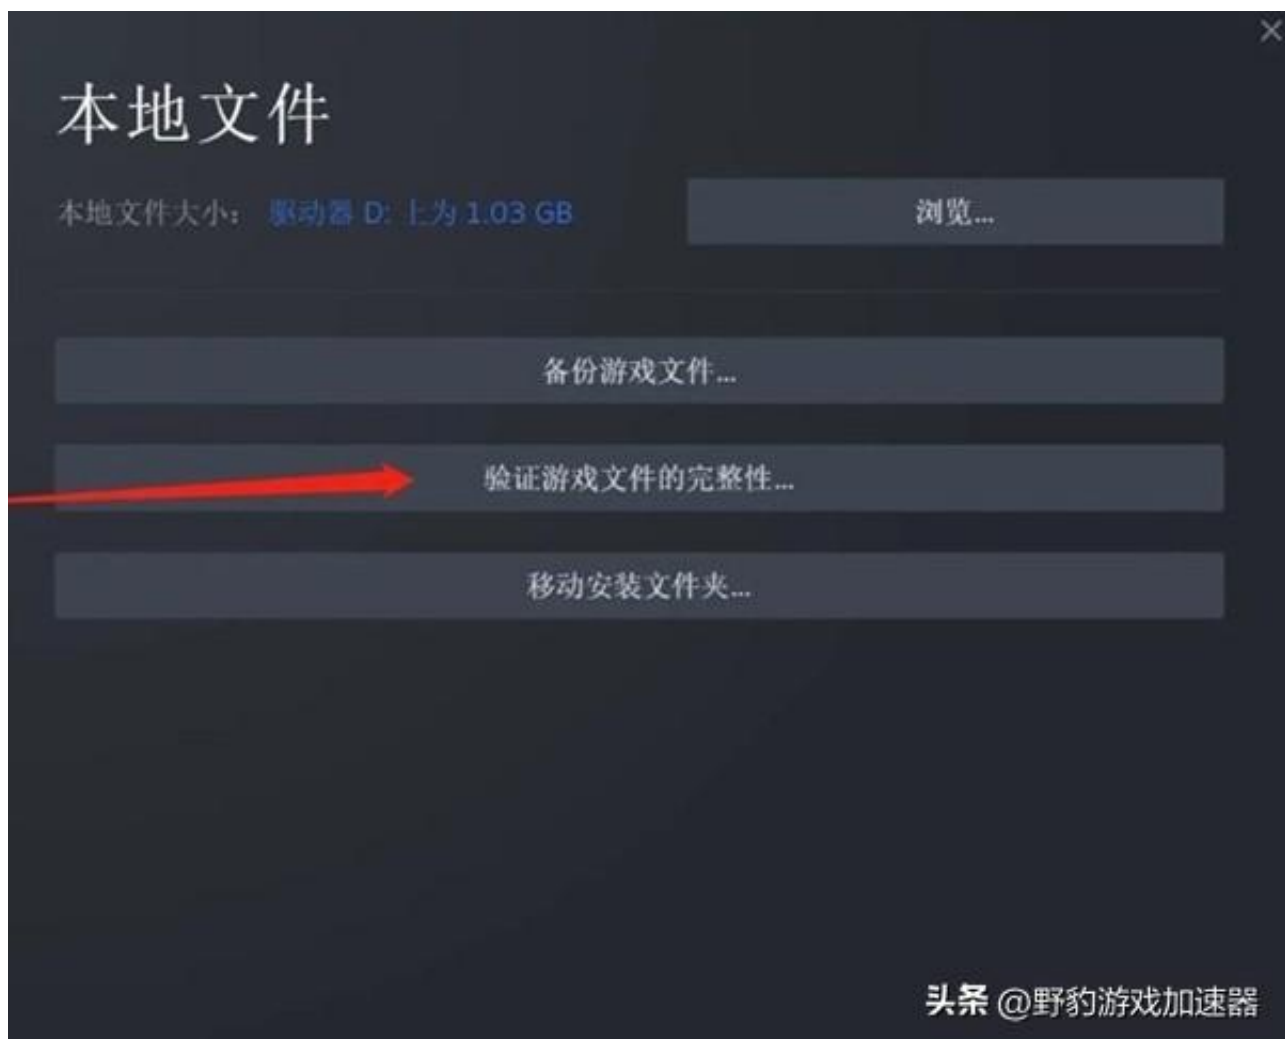 本地文件
本地文件大小： 驱动器 D: 上为 1.03 GB
浏览...
备份游戏文件...
验证游戏文件的完整性...
移动安装文件夹...
头条 @野豹游戏加速器